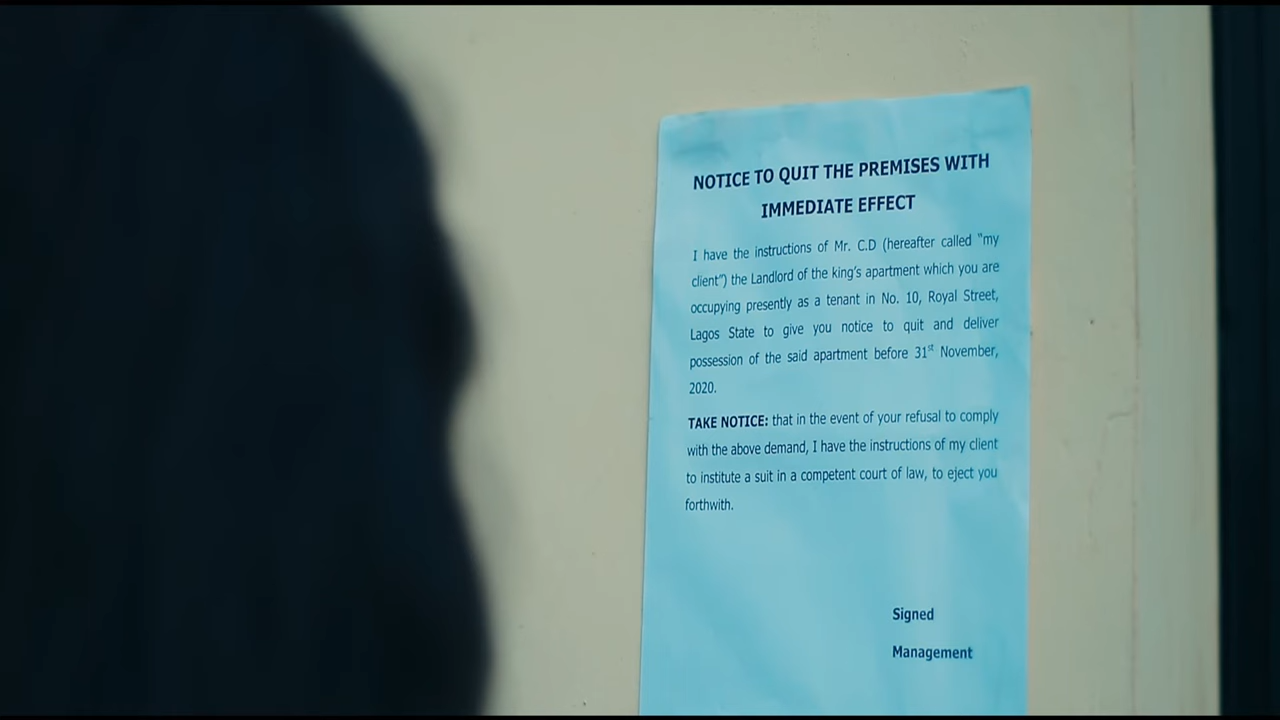 NOTICE TO QUIT THE PREMISES WITH
IMMEDIATE EFFECT
I have the instructions of Mr. C.D (hereafter called "my
client") the Landlord of the king's apartment which you are
occupying presently as a tenant in No. 10, Royal Street,
Lagos State to give you notice to quit and deliver
possession of the said apartment before 31st November,
2020.
TAKE NOTICE: that in the event of your refusal to comply
with the above demand, I have the instructions of my client
to institute a suit in a competent court of law, to eject you
forthwith.
Signed
Management